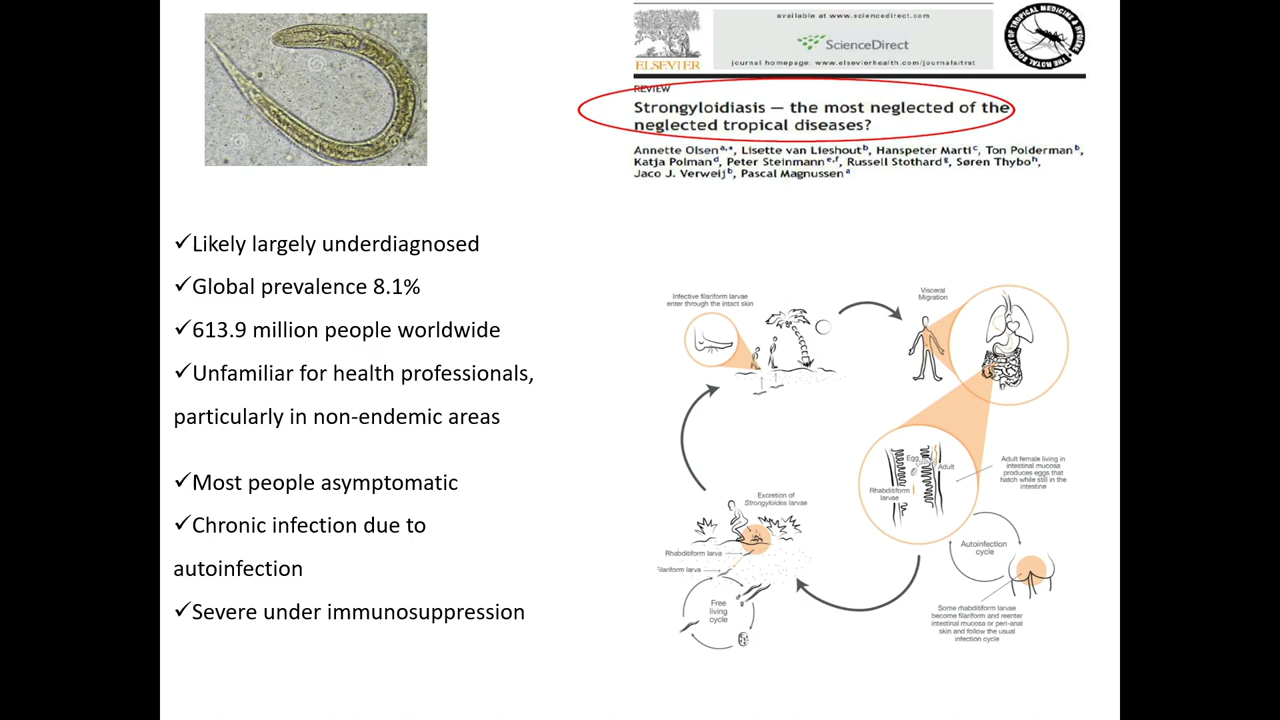 available at www.sciencedirect.com
ScienceDirect
ELSEVIER
journal homepage: www.elsevierhealth.com/journals/trst
THE ROYAL SOCIETY OF TROPICAL MEDICINE & HYGIENE
REVIEW
Strongyloidiasis — the most neglected of the
neglected tropical diseases?
Annette Olsen a,*, Lisette van Lieshout b, Hanspeter Marti c, Ton Polderman b,
Katja Polman d, Peter Steinmann e,f, Russell Stothard g, Søren Thybo h,
Jaco J. Verweij b, Pascal Magnussen a
✓Likely largely underdiagnosed
✓Global prevalence 8.1%
✓613.9 million people worldwide
✓Unfamiliar for health professionals,
particularly in non-endemic areas
✓Most people asymptomatic
✓Chronic infection due to
autoinfection
✓Severe under immunosuppression
Infective filariform larvae
enter through the intact skin
Visceral
Migration
Egg
Adult
Rhabditiform
larvae
Adult female living in
intestinal mucosa
produces eggs that
hatch while still in the
intestine
Excretion of
Strongyloides larvae
Rhabditiform larva
Filariform larva
Free
living
cycle
Autoinfection
cycle
Some rhabditiform larvae
become filariform and reenter
intestinal mucosa or peri-anal
skin and follow the usual
infection cycle